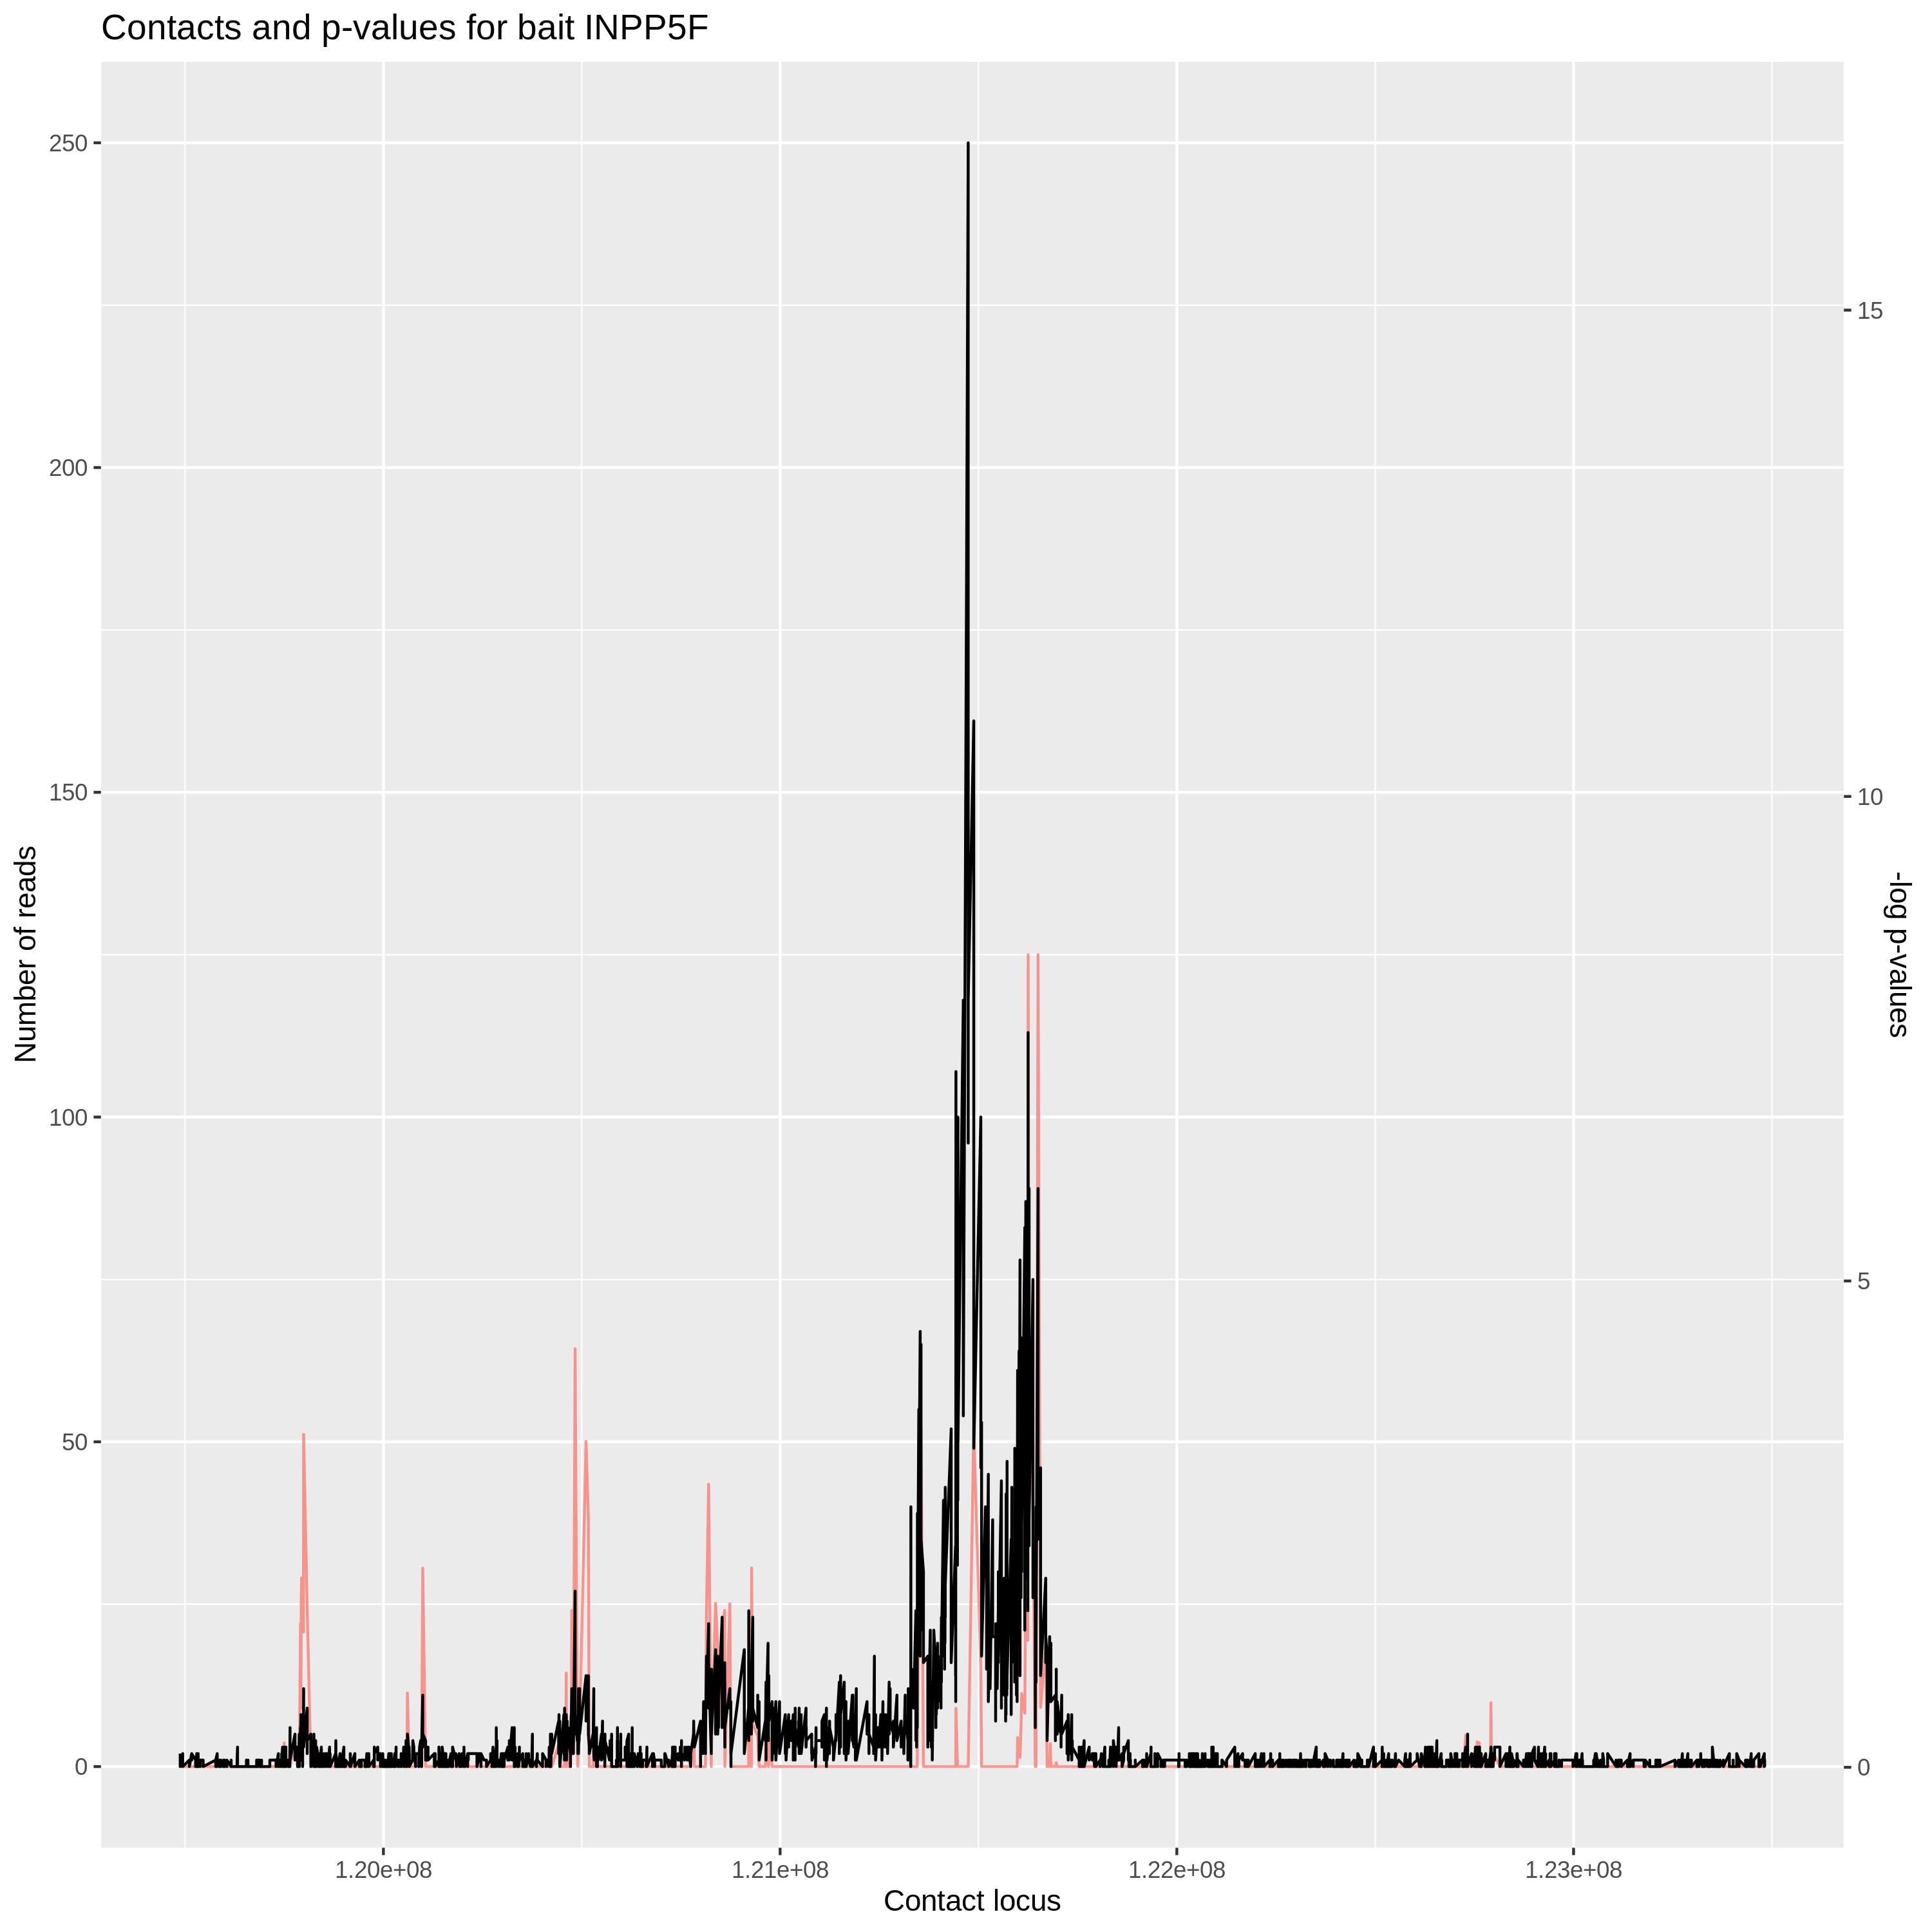 Contacts and p-values for bait INPP5F
250
200
150
100
50
0
Number of reads
15
10
5
0
-log p-values
1.20e+08 1.21e+08 1.22e+08 1.23e+08
Contact locus